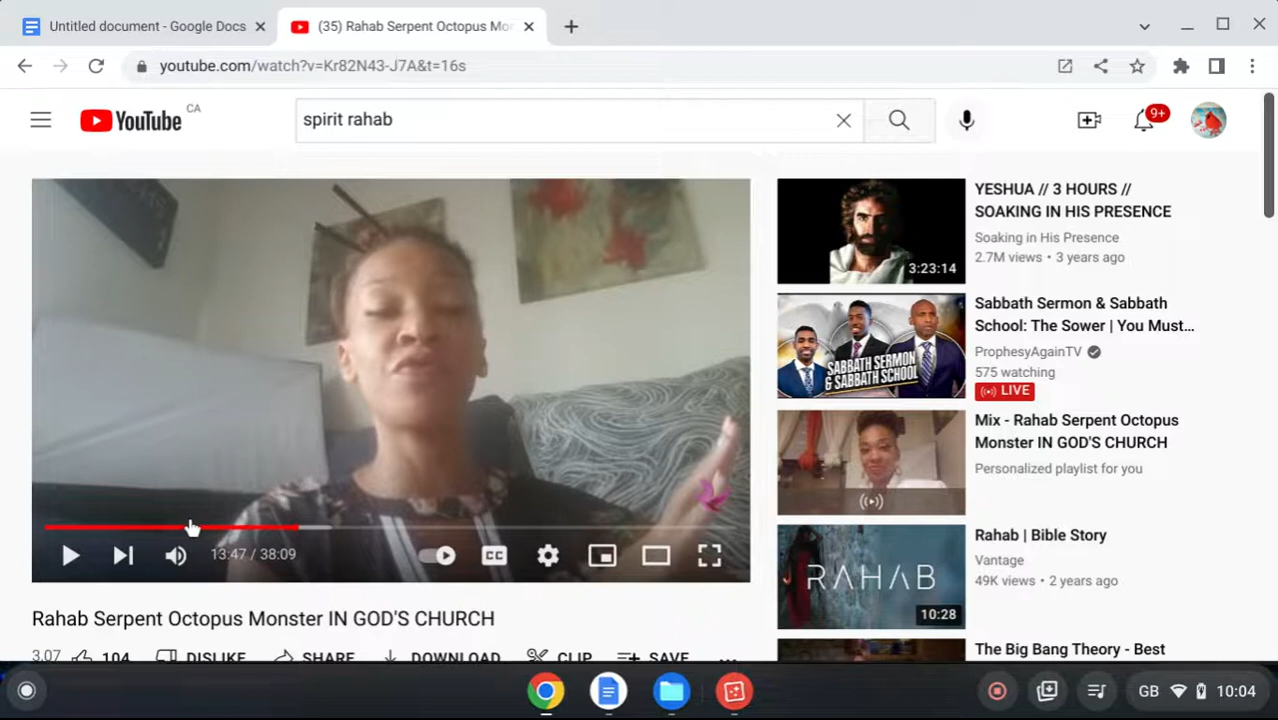 Untitled document - Google Docs
(35) Rahab Serpent Octopus Mon
youtube.com/watch?v=Kr82N43-J7A&t=16s
YouTube CA
spirit rahab
9+
YESHUA // 3 HOURS //
SOAKING IN HIS PRESENCE
Soaking in His Presence
2.7M views • 3 years ago
3:23:14
Sabbath Sermon & Sabbath
School: The Sower | You Must...
ProphesyAgainTV
575 watching
LIVE
SABBATH SERMON
& SABBATH SCHOOL
Mix - Rahab Serpent Octopus
Monster IN GOD'S CHURCH
Personalized playlist for you
Rahab | Bible Story
Vantage
49K views • 2 years ago
RAHAB
10:28
The Big Bang Theory - Best
13:47 / 38:09
CC
Rahab Serpent Octopus Monster IN GOD'S CHURCH
3,07 104 DISLIKE SHARE DOWNLOAD CLIP SAVE ...
GB 10:04